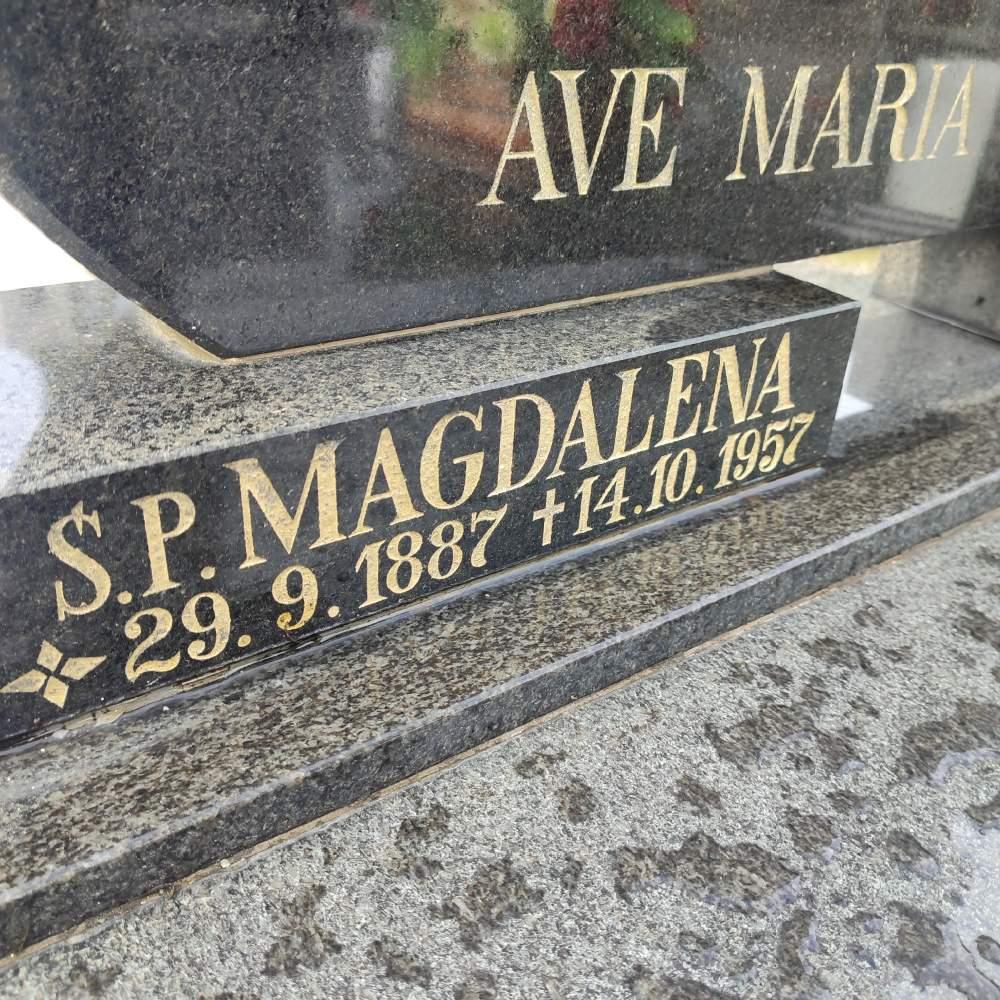 AVE MARIA
S.P. MAGDALENA
29. 9. 1887 ✝ 14. 10. 1957